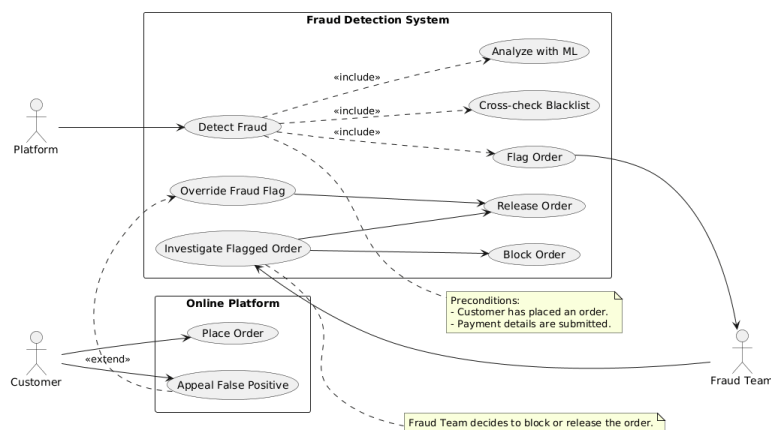 Fraud Detection System
Analyze with ML
«include»
Cross-check Blacklist
«include»
Platform
Detect Fraud
«include»
Flag Order
Override Fraud Flag
Release Order
Investigate Flagged Order
Block Order
Preconditions:
- Customer has placed an order.
- Payment details are submitted.
Online Platform
Place Order
Customer
«extend»
Appeal False Positive
Fraud Team
Fraud Team decides to block or release the order.